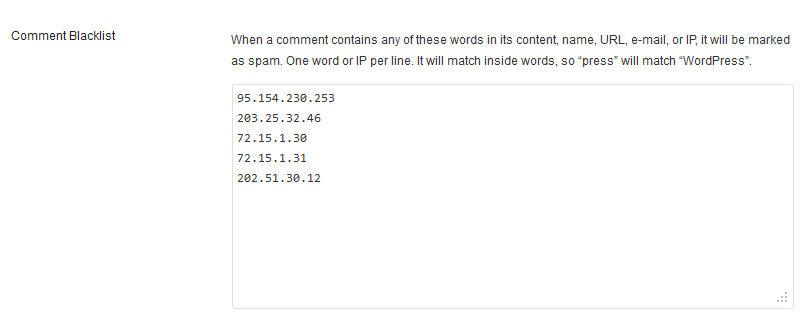 Comment Blacklist
When a comment contains any of these words in its content, name, URL, e-mail, or IP, it will be marked
as spam. One word or IP per line. It will match inside words, so “press” will match “WordPress”.
95.154.230.253
203.25.32.46
72.15.1.30
72.15.1.31
202.51.30.12